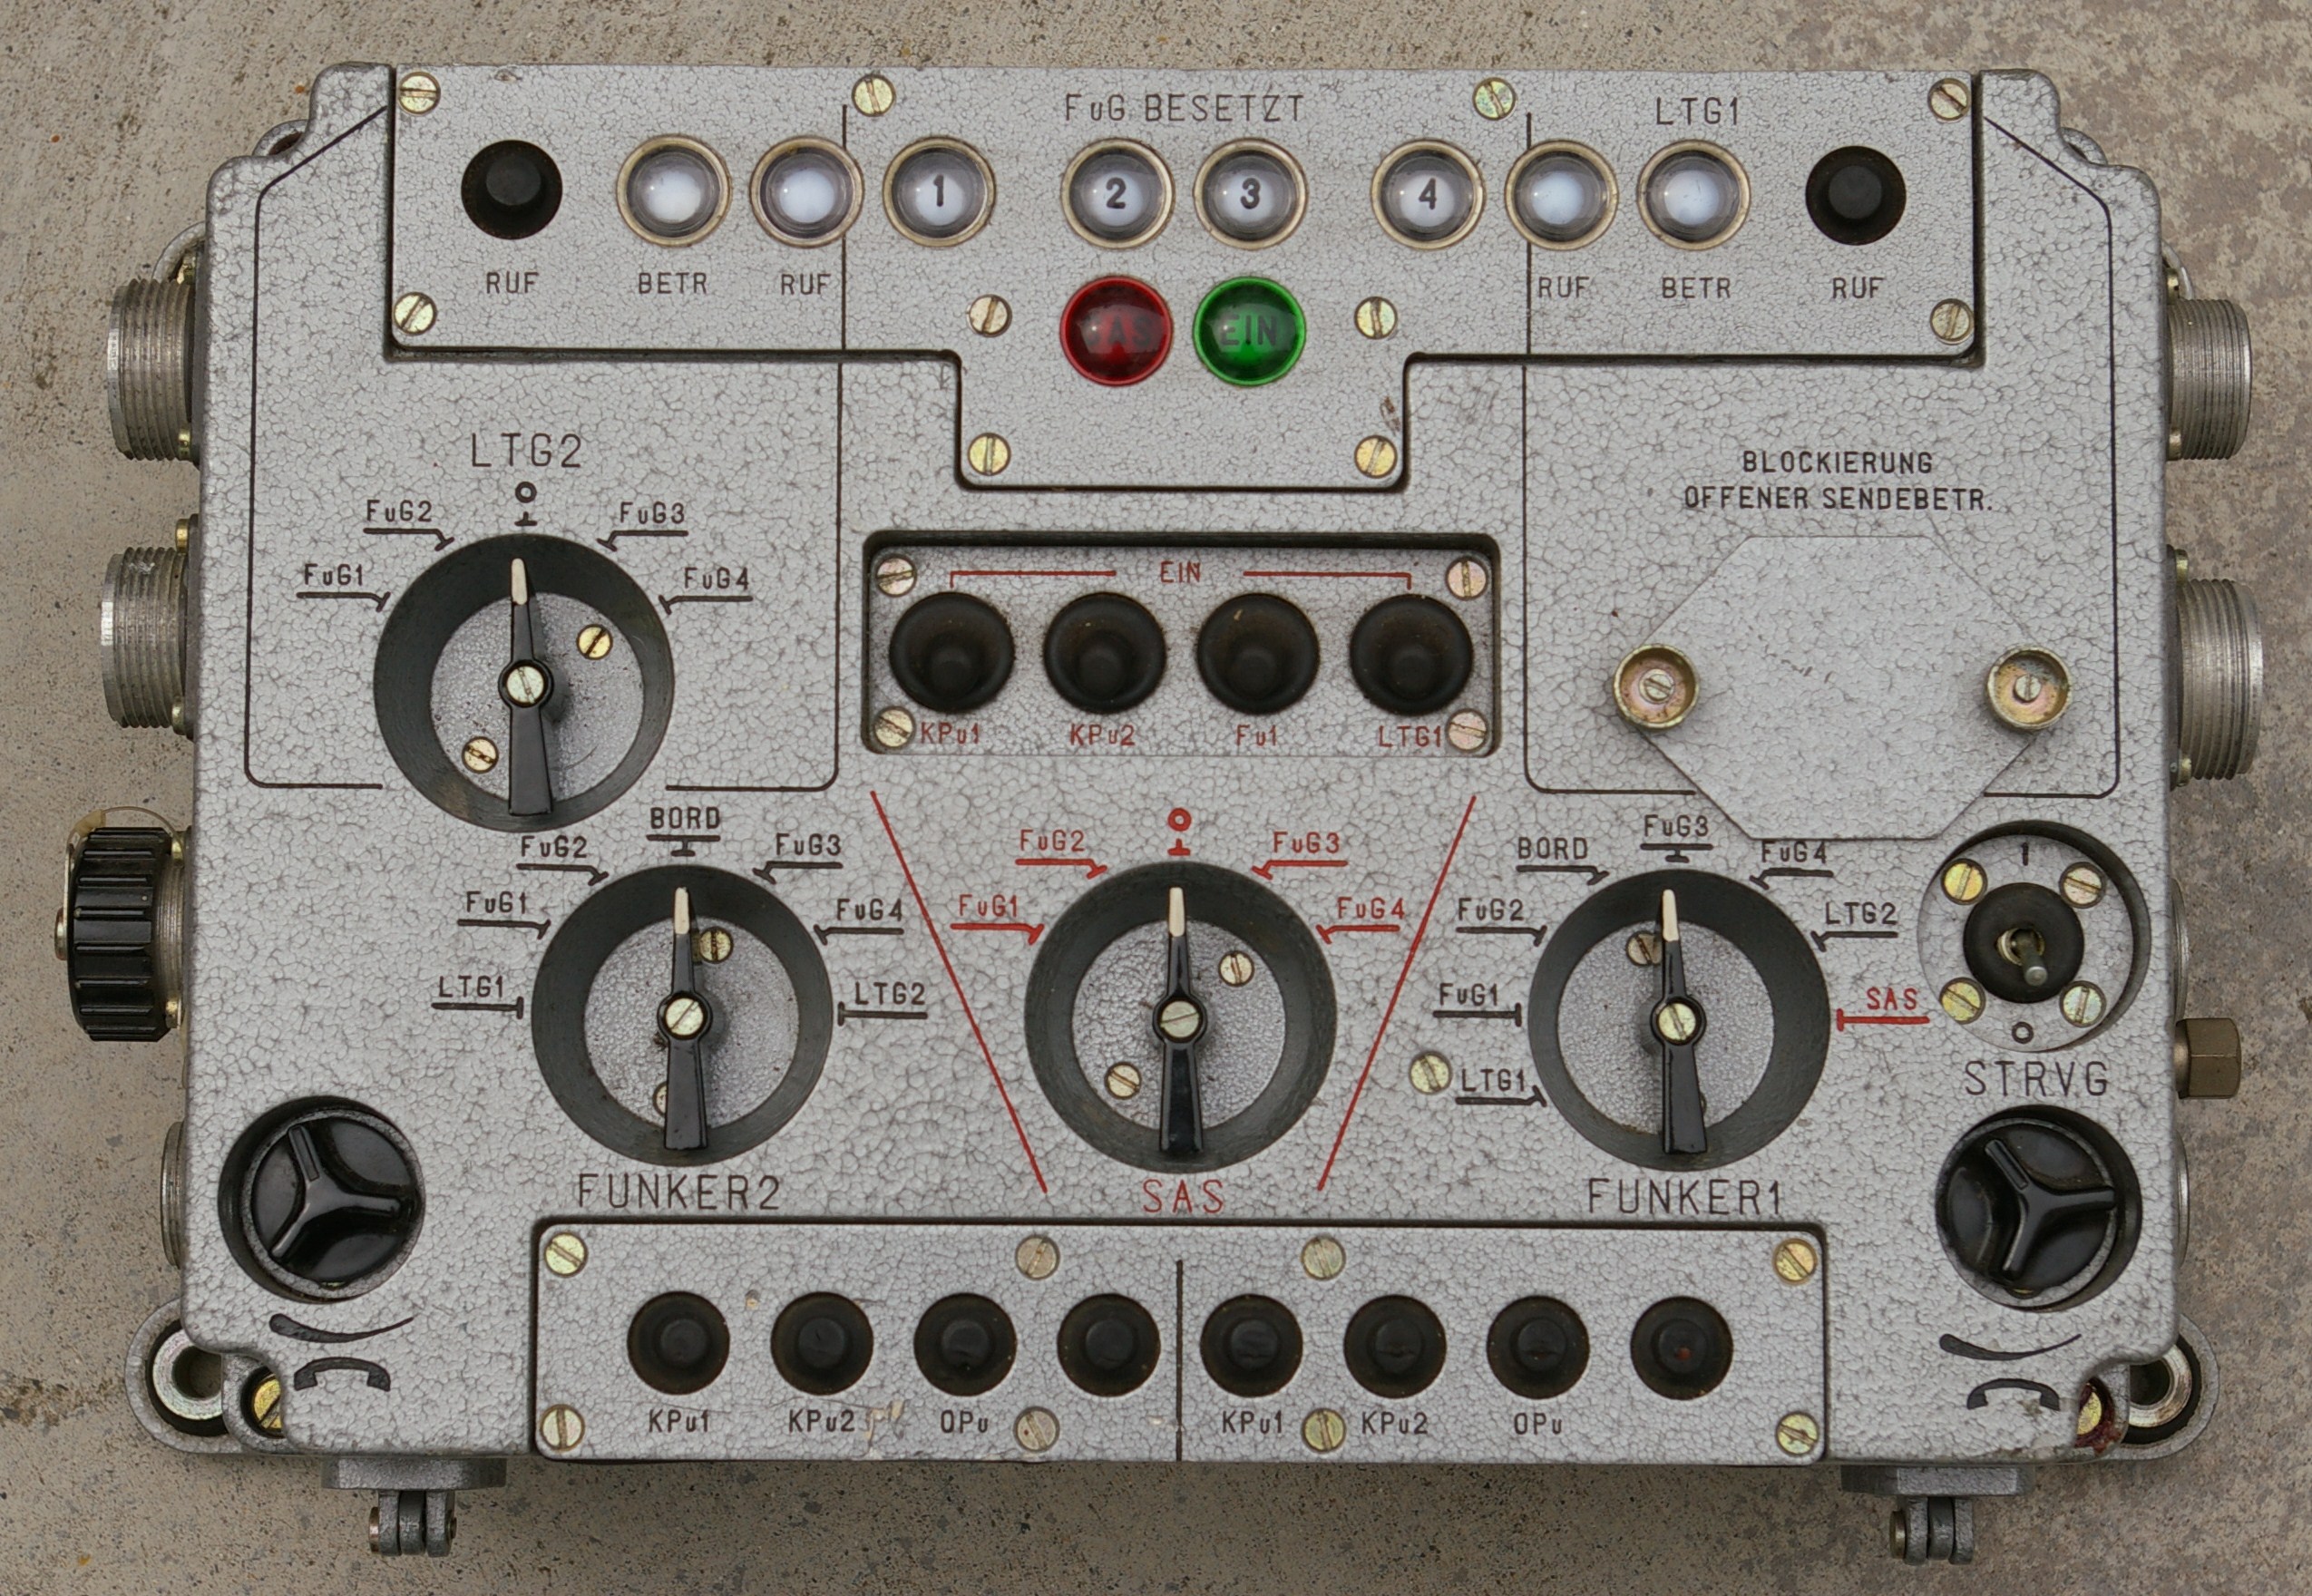 FuG BESETZT
LTG1
1 2 3 4
RUF BETR RUF RUF BETR RUF
SAS EIN
LTG2
O
FuG2 FuG3
FuG1 FuG4
BLOCKIERUNG
OFFENER SENDEBETR.
EIN
KPu1 KPu2 Fu1 LTG1
BORD
FuG2 FuG3
FuG1 FuG4
LTG1 LTG2
FUNKER2
O
FuG2 FuG3
FuG1 FuG4
SAS
FuG3
BORD FuG4
FuG2 LTG2
FuG1 SAS
LTG1
FUNKER1
1
O
STRVG
KPu1 KPu2 OPu KPu1 KPu2 OPu